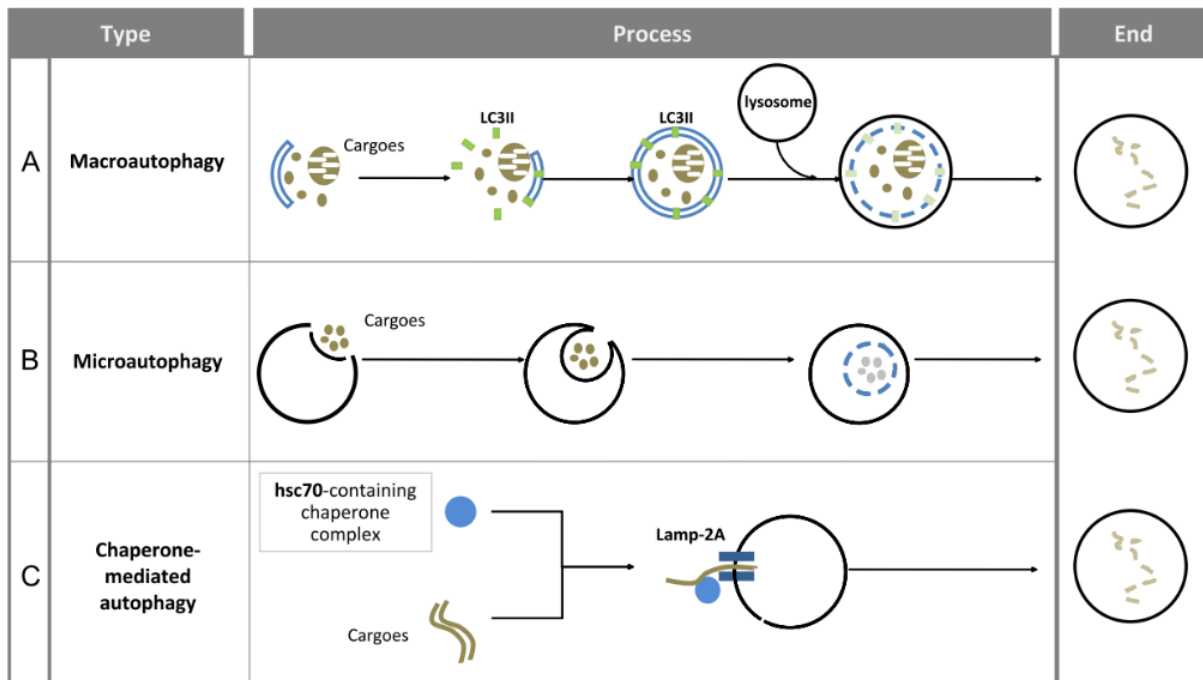 Type
Process
End
A
Macroautophagy
Cargoes
LC3II
LC3II
lysosome
B
Microautophagy
Cargoes
C
Chaperone-
mediated
autophagy
hsc70-containing
chaperone
complex
Cargoes
Lamp-2A